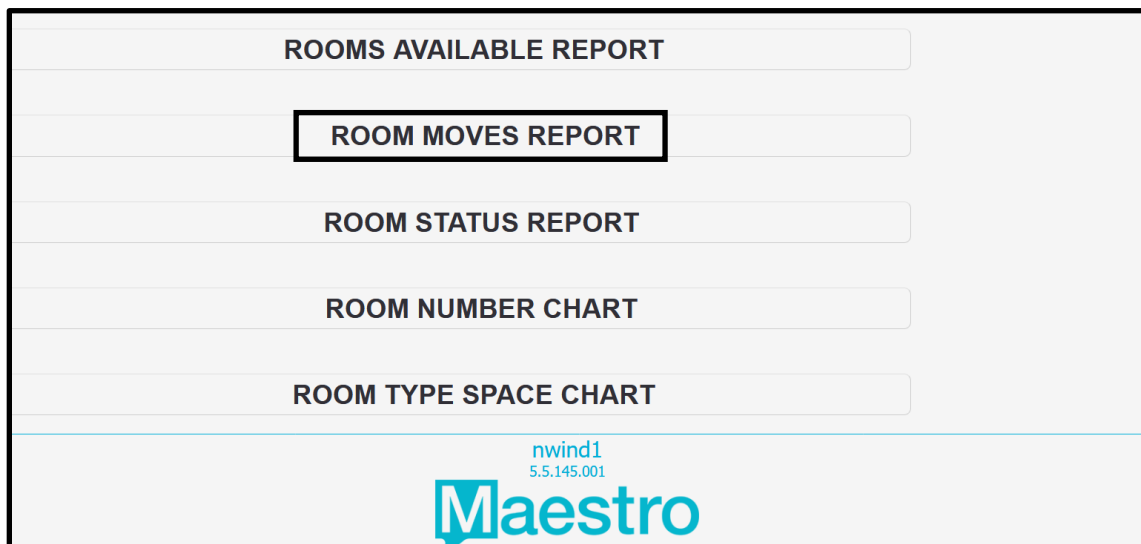 ROOMS AVAILABLE REPORT
ROOM MOVES REPORT
ROOM STATUS REPORT
ROOM NUMBER CHART
ROOM TYPE SPACE CHART
nwind1
5.5.145.001
Maestro